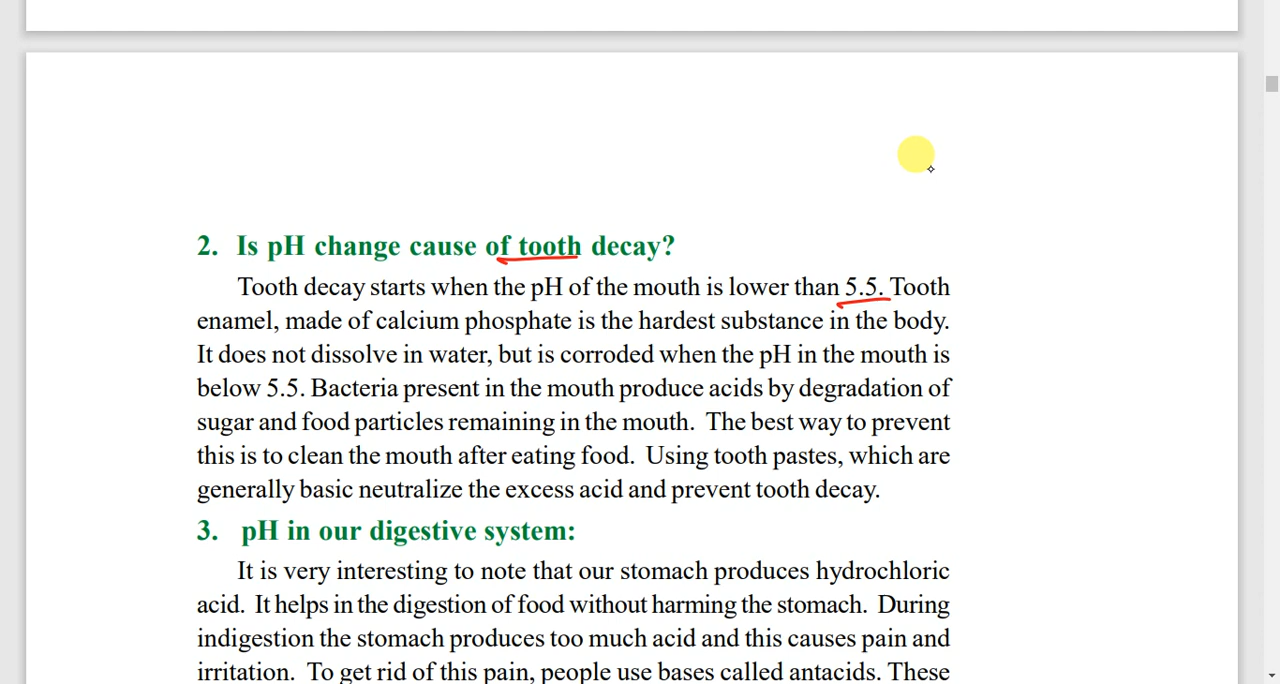 2. Is pH change cause of tooth decay?
Tooth decay starts when the pH of the mouth is lower than 5.5. Tooth
enamel, made of calcium phosphate is the hardest substance in the body.
It does not dissolve in water, but is corroded when the pH in the mouth is
below 5.5. Bacteria present in the mouth produce acids by degradation of
sugar and food particles remaining in the mouth. The best way to prevent
this is to clean the mouth after eating food. Using tooth pastes, which are
generally basic neutralize the excess acid and prevent tooth decay.
3. pH in our digestive system:
It is very interesting to note that our stomach produces hydrochloric
acid. It helps in the digestion of food without harming the stomach. During
indigestion the stomach produces too much acid and this causes pain and
irritation. To get rid of this pain, people use bases called antacids. These